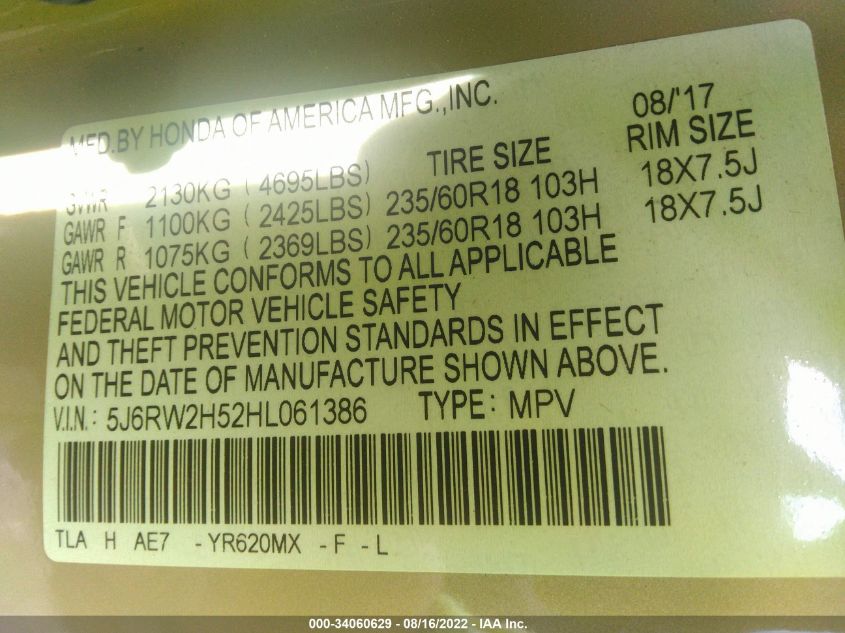 MFD.BY HONDA OF AMERICA MFG.,INC. 08/'17
GVWR 2130KG ( 4695LBS) TIRE SIZE RIM SIZE
GAWR F 1100KG ( 2425LBS) 235/60R18 103H 18X7.5J
GAWR R 1075KG ( 2369LBS) 235/60R18 103H 18X7.5J
THIS VEHICLE CONFORMS TO ALL APPLICABLE
FEDERAL MOTOR VEHICLE SAFETY
AND THEFT PREVENTION STANDARDS IN EFFECT
ON THE DATE OF MANUFACTURE SHOWN ABOVE.
V.I.N.: 5J6RW2H52HL061386 TYPE: MPV
TLA H AE7 -YR620MX -F -L
000-34060629 - 08/16/2022 - IAA Inc.